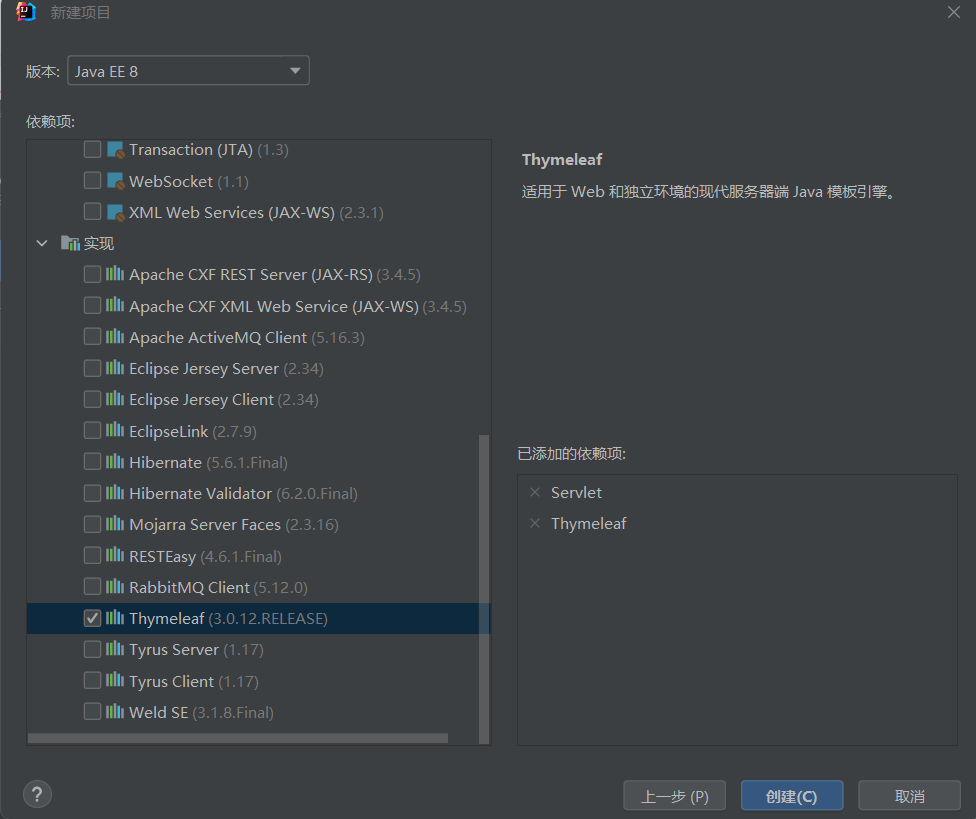 新建项目
版本: Java EE 8
依赖项:
Transaction (JTA) (1.3)
WebSocket (1.1)
XML Web Services (JAX-WS) (2.3.1)
实现
Apache CXF REST Server (JAX-RS) (3.4.5)
Apache CXF XML Web Service (JAX-WS) (3.4.5)
Apache ActiveMQ Client (5.16.3)
Eclipse Jersey Server (2.34)
Eclipse Jersey Client (2.34)
EclipseLink (2.7.9)
Hibernate (5.6.1.Final)
Hibernate Validator (6.2.0.Final)
Mojarra Server Faces (2.3.16)
RESTEasy (4.6.1.Final)
RabbitMQ Client (5.12.0)
Thymeleaf (3.0.12.RELEASE)
Tyrus Server (1.17)
Tyrus Client (1.17)
Weld SE (3.1.8.Final)
Thymeleaf
适用于 Web 和独立环境的现代服务器端 Java 模板引擎。
已添加的依赖项:
Servlet
Thymeleaf
?
上一步 (P)
创建(C)
取消